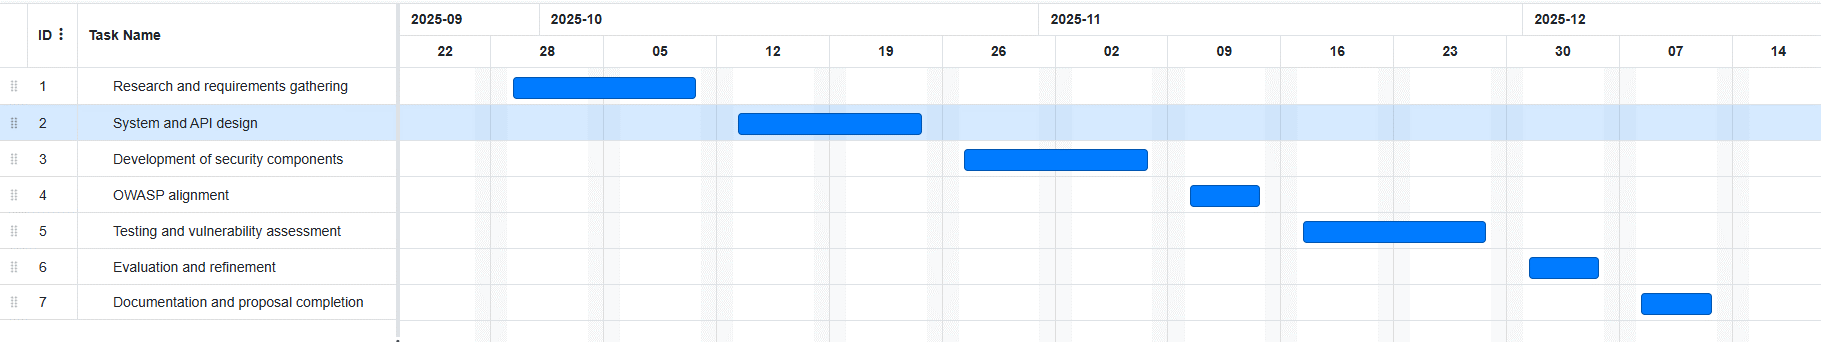 2025-09 2025-10 2025-11 2025-12
ID Task Name
22 28 05 12 19 26 02 09 16 23 30 07 14
1 Research and requirements gathering
2 System and API design
3 Development of security components
4 OWASP alignment
5 Testing and vulnerability assessment
6 Evaluation and refinement
7 Documentation and proposal completion